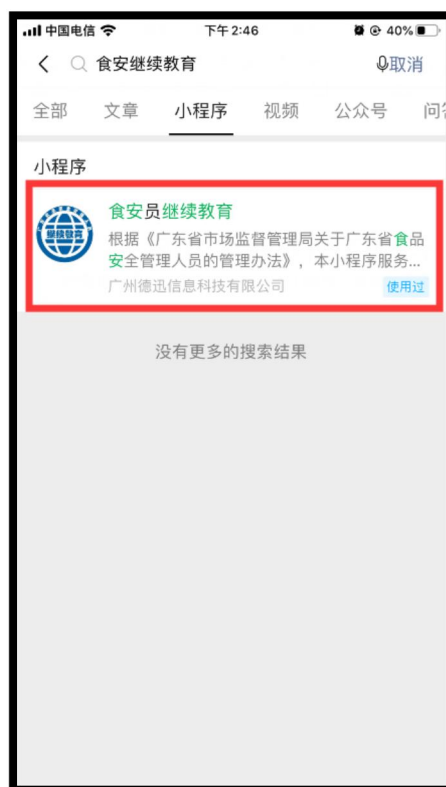 中国电信 下午2:46 40%
食安继续教育 取消
全部 文章 小程序 视频 公众号 问答
小程序
食安员继续教育
继续教育
根据《广东省市场监督管理局关于广东省食品
安全管理人员的管理办法》，本小程序服务...
广州德迅信息科技有限公司 使用过
没有更多的搜索结果